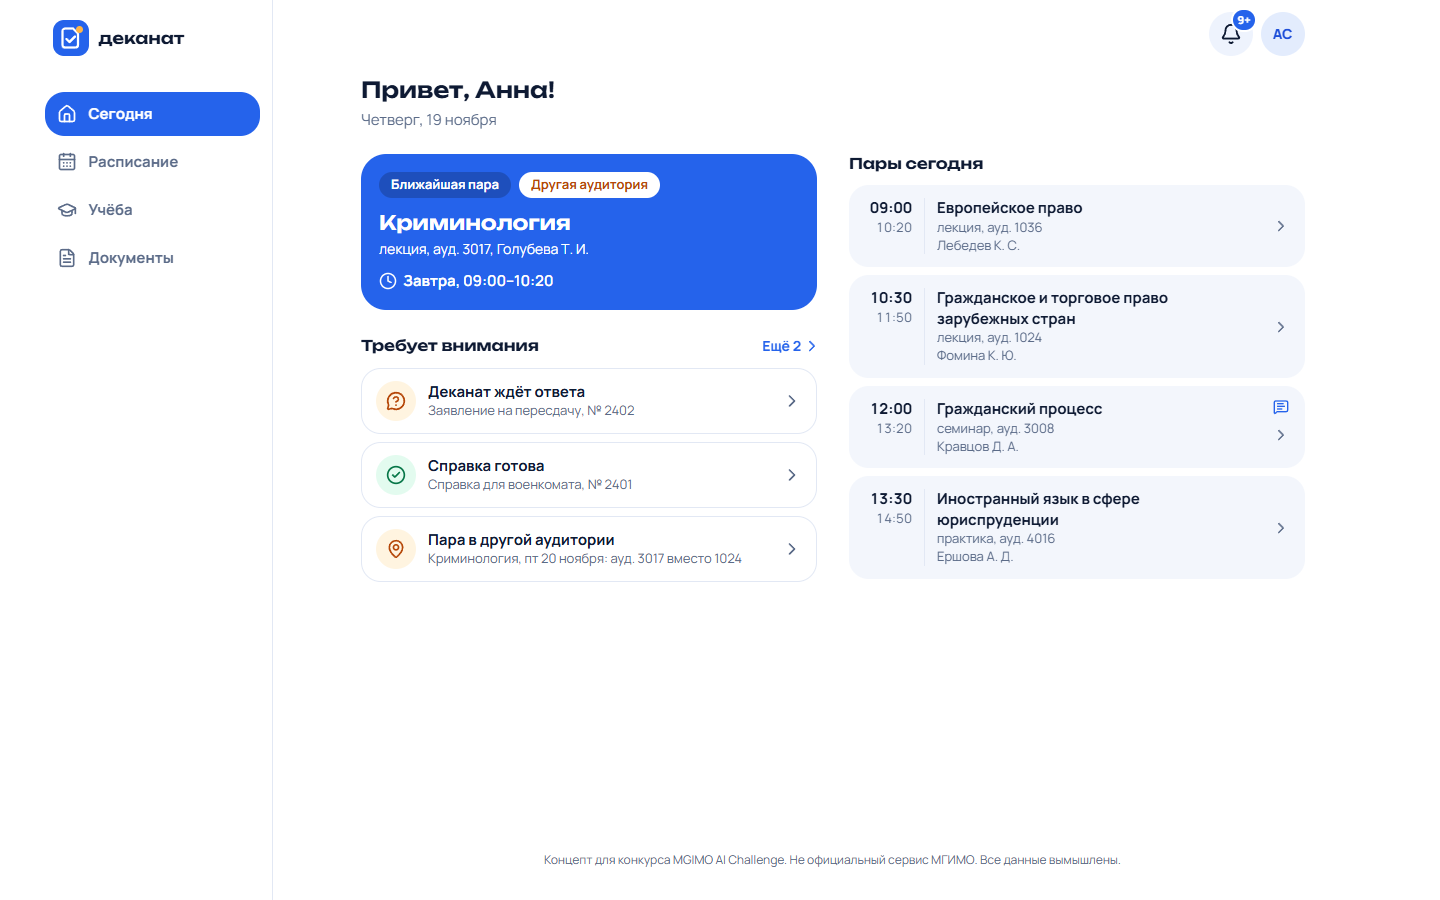 деканат
Сегодня
Расписание
Учёба
Документы
9+
АС
Привет, Анна!
Четверг, 19 ноября
Ближайшая пара
Другая аудитория
Криминология
лекция, ауд. 3017, Голубева Т. И.
Завтра, 09:00–10:20
Требует внимания
Ещё 2
Деканат ждёт ответа
Заявление на пересдачу, № 2402
Справка готова
Справка для военкомата, № 2401
Пара в другой аудитории
Криминология, пт 20 ноября: ауд. 3017 вместо 1024
Пары сегодня
09:00
10:20
Европейское право
лекция, ауд. 1036
Лебедев К. С.
10:30
11:50
Гражданское и торговое право
зарубежных стран
лекция, ауд. 1024
Фомина К. Ю.
12:00
13:20
Гражданский процесс
семинар, ауд. 3008
Кравцов Д. А.
13:30
14:50
Иностранный язык в сфере
юриспруденции
практика, ауд. 4016
Ершова А. Д.
Концепт для конкурса MGIMO AI Challenge. Не официальный сервис МГИМО. Все данные вымышлены.